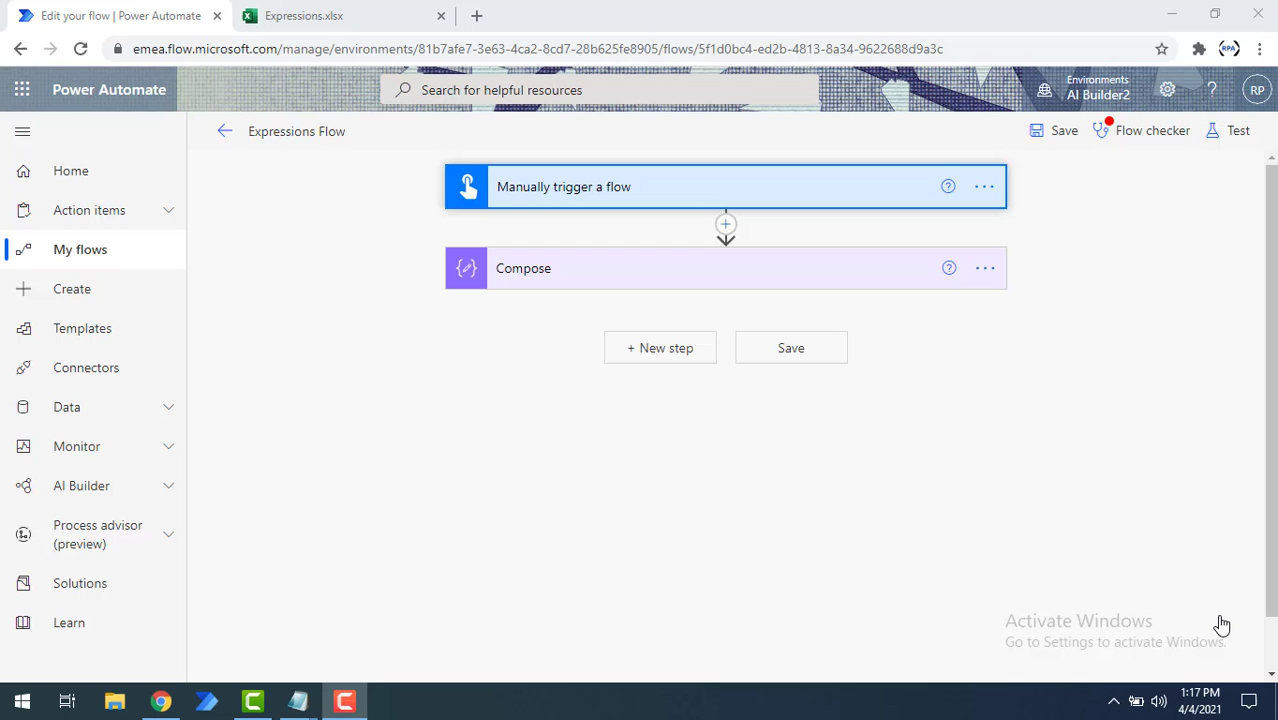 Edit your flow | Power Automate
Expressions.xlsx
emea.flow.microsoft.com/manage/environments/81b7afe7-3e63-4ca2-8cd7-28b625fe8905/flows/5f1d0bc4-ed2b-4813-8a34-9622688d9a3c
RPA
Power Automate
Search for helpful resources
Environments
AI Builder2
RP
Expressions Flow
Save
Flow checker
Test
Home
Action items
My flows
Create
Templates
Connectors
Data
Monitor
AI Builder
Process advisor
(preview)
Solutions
Learn
Manually trigger a flow
Compose
+ New step
Save
Activate Windows
Go to Settings to activate Windows.
1:17 PM
4/4/2021